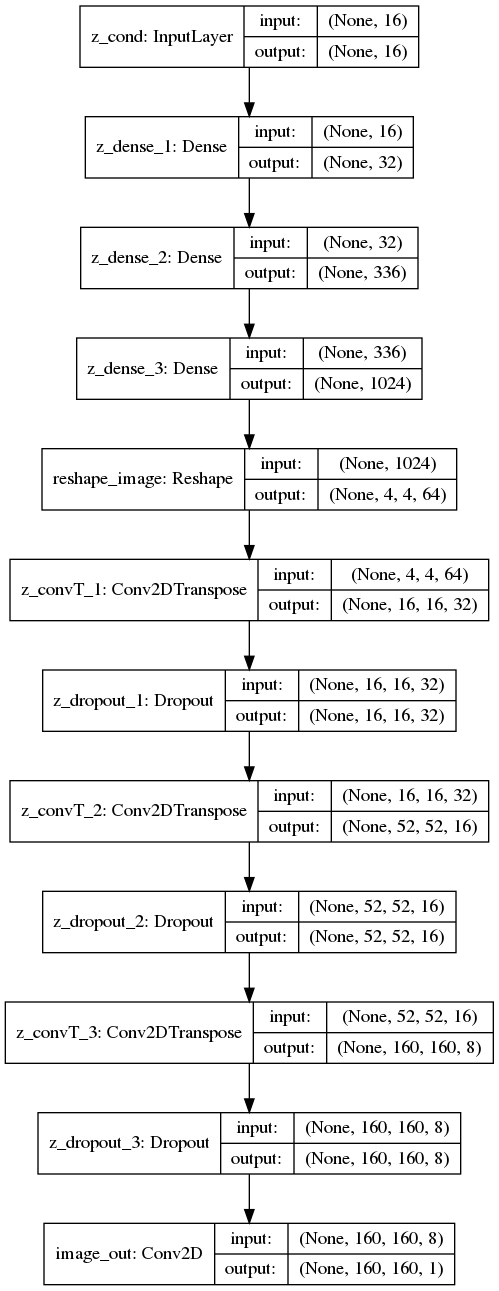 z_cond: InputLayer
input: (None, 16)
output: (None, 16)
z_dense_1: Dense
input: (None, 16)
output: (None, 32)
z_dense_2: Dense
input: (None, 32)
output: (None, 336)
z_dense_3: Dense
input: (None, 336)
output: (None, 1024)
reshape_image: Reshape
input: (None, 1024)
output: (None, 4, 4, 64)
z_convT_1: Conv2DTranspose
input: (None, 4, 4, 64)
output: (None, 16, 16, 32)
z_dropout_1: Dropout
input: (None, 16, 16, 32)
output: (None, 16, 16, 32)
z_convT_2: Conv2DTranspose
input: (None, 16, 16, 32)
output: (None, 52, 52, 16)
z_dropout_2: Dropout
input: (None, 52, 52, 16)
output: (None, 52, 52, 16)
z_convT_3: Conv2DTranspose
input: (None, 52, 52, 16)
output: (None, 160, 160, 8)
z_dropout_3: Dropout
input: (None, 160, 160, 8)
output: (None, 160, 160, 8)
image_out: Conv2D
input: (None, 160, 160, 8)
output: (None, 160, 160, 1)